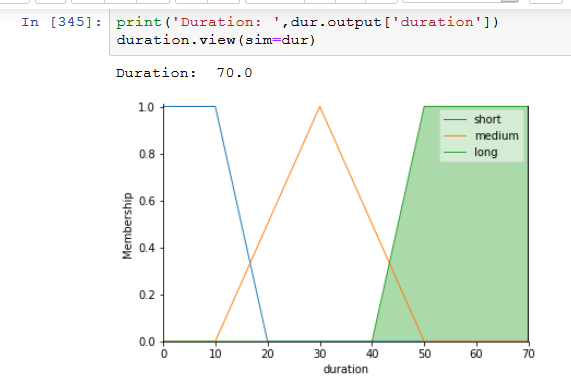 In [345]: print('Duration: ',dur.output['duration'])
duration.view(sim=dur)
Duration:  70.0
short
medium
long
1.0
0.8
0.6
0.4
0.2
0.0
Membership
0 10 20 30 40 50 60 70
duration